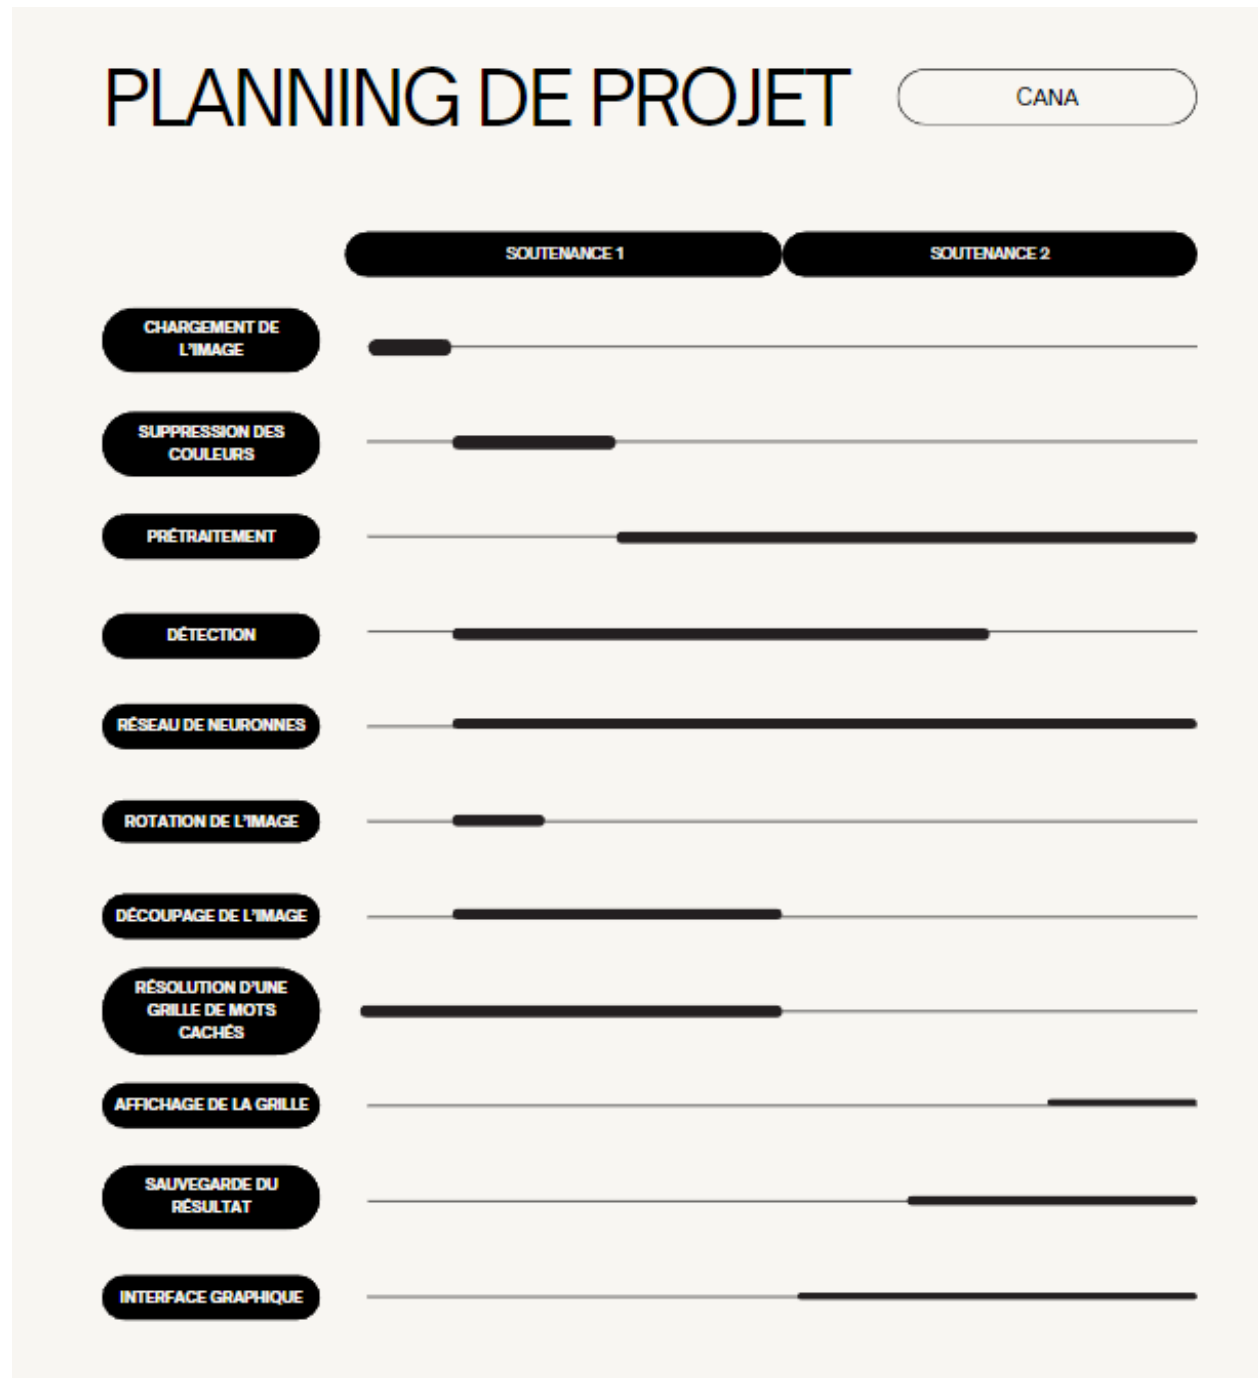 PLANNING DE PROJET
CANA
SOUTENANCE 1
SOUTENANCE 2
CHARGEMENT DE
L'IMAGE
SUPPRESSION DES
COULEURS
PRÉTRAITEMENT
DÉTECTION
RÉSEAU DE NEURONNES
ROTATION DE L'IMAGE
DÉCOUPAGE DE L'IMAGE
RÉSOLUTION D'UNE
GRILLE DE MOTS
CACHÉS
AFFICHAGE DE LA GRILLE
SAUVEGARDE DU
RÉSULTAT
INTERFACE GRAPHIQUE